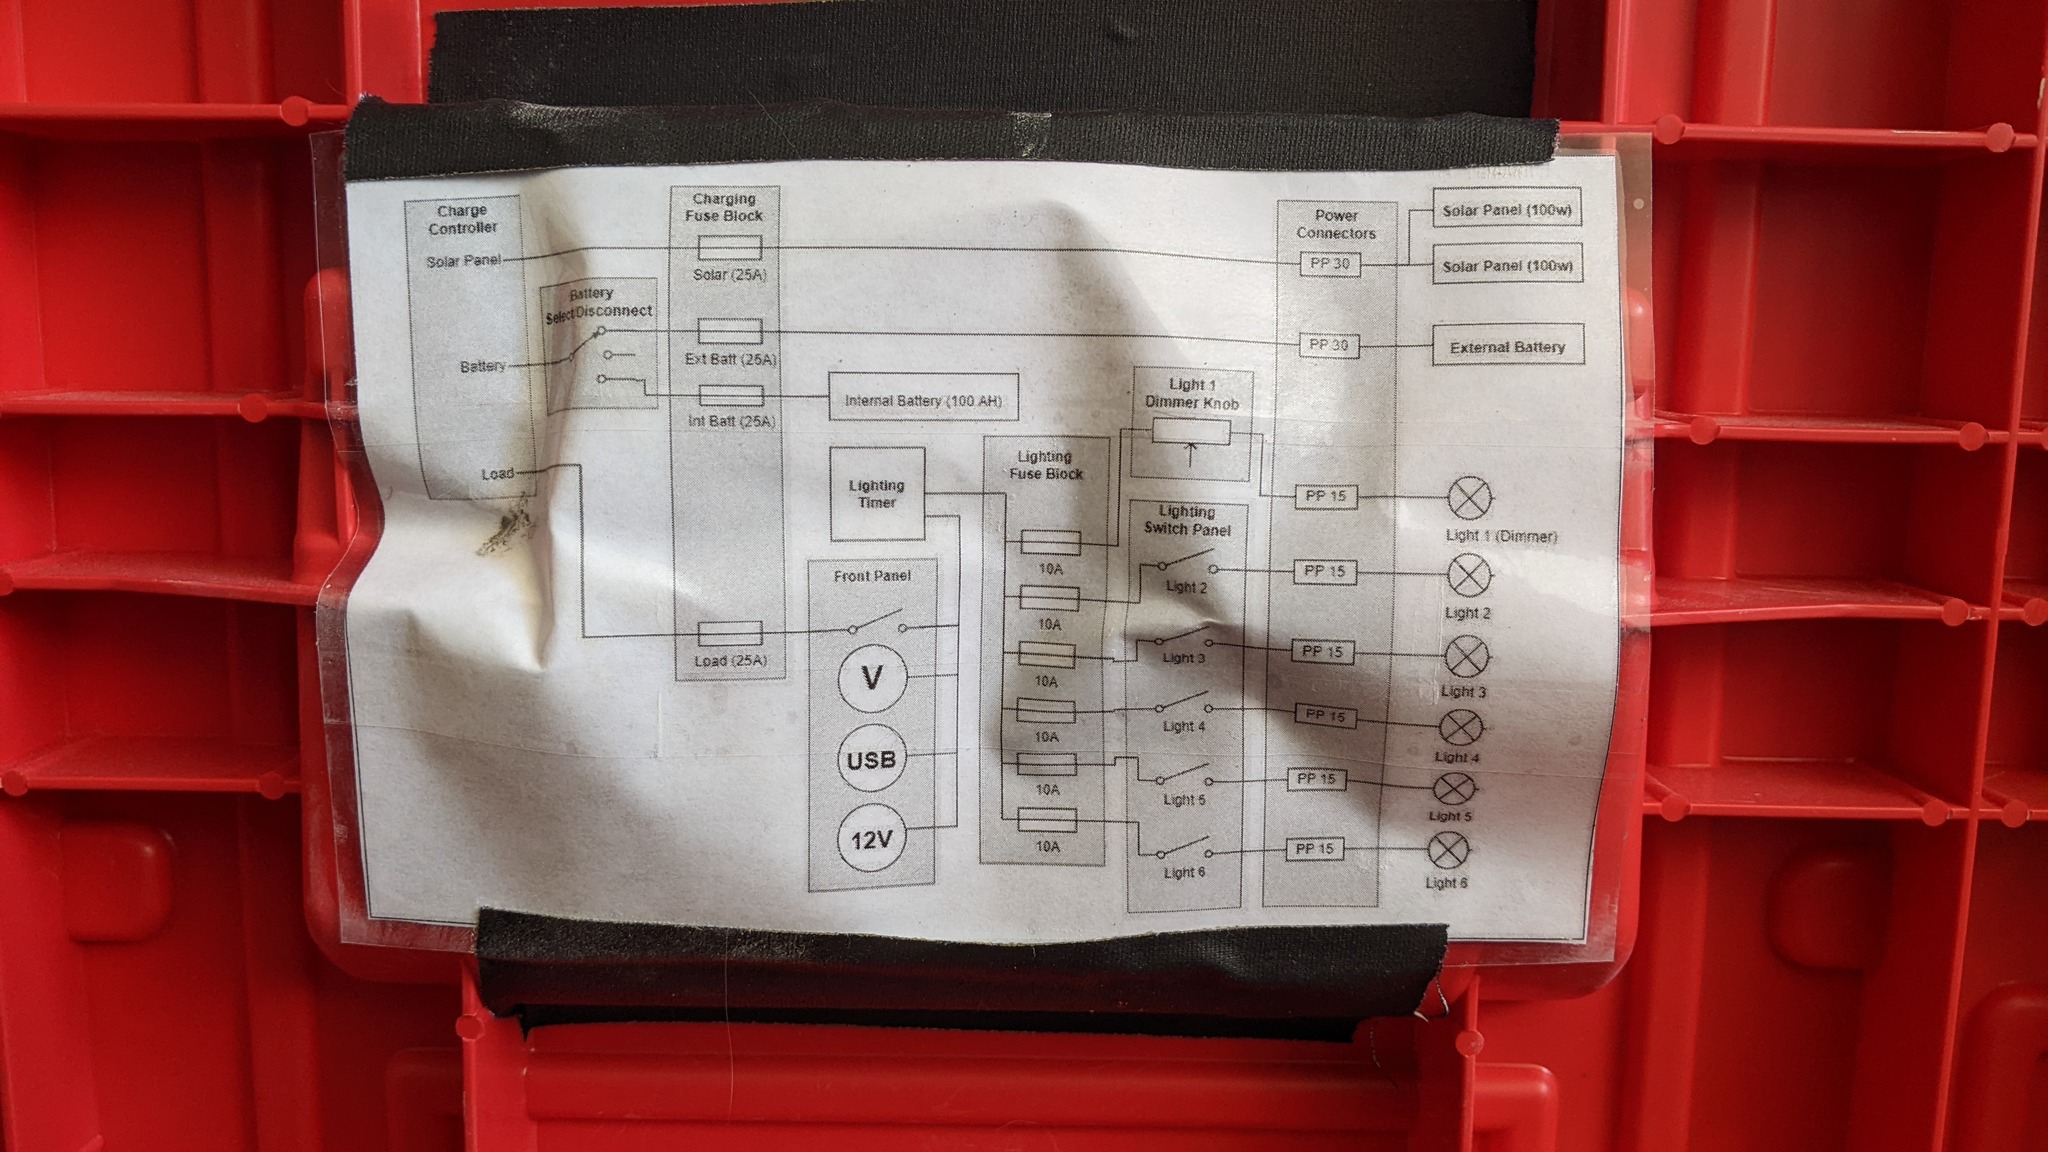 Charge
Controller
Solar Panel
Battery
Load
Battery
Select/Disconnect
Charging
Fuse Block
Solar (25A)
Ext Batt (25A)
Int Batt (25A)
Load (25A)
Internal Battery (100 AH)
Lighting
Timer
Front Panel
V
USB
12V
Lighting
Fuse Block
10A
10A
10A
10A
10A
10A
Light 1
Dimmer Knob
Lighting
Switch Panel
Light 2
Light 3
Light 4
Light 5
Light 6
Power
Connectors
PP 30
PP 30
PP 15
PP 15
PP 15
PP 15
PP 15
PP 15
Solar Panel (100w)
Solar Panel (100w)
External Battery
Light 1 (Dimmer)
Light 2
Light 3
Light 4
Light 5
Light 6